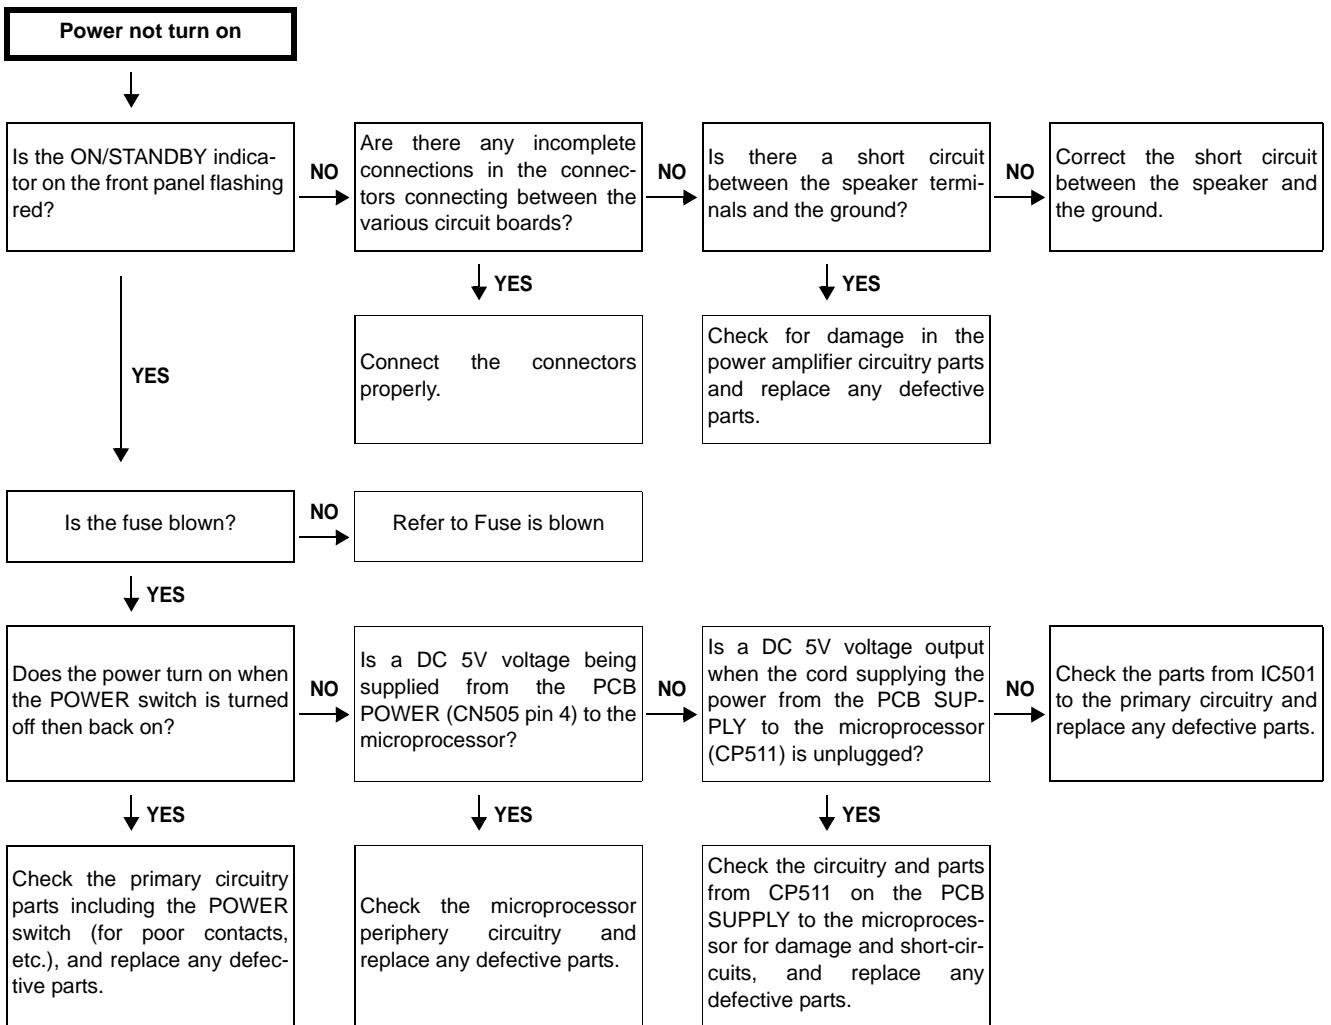 Power not turn on
Is the ON/STANDBY indica-
tor on the front panel flashing
red?
NO
Are there any incomplete
connections in the connec-
tors connecting between the
various circuit boards?
NO
Is there a short circuit
between the speaker termi-
nals and the ground?
NO
Correct the short circuit
between the speaker and
the ground.
YES
YES
YES
Connect the connectors
properly.
Check for damage in the
power amplifier circuitry parts
and replace any defective
parts.
Is the fuse blown?
NO
Refer to Fuse is blown
YES
Does the power turn on when
the POWER switch is turned
off then back on?
NO
Is a DC 5V voltage being
supplied from the PCB
POWER (CN505 pin 4) to the
microprocessor?
NO
Is a DC 5V voltage output
when the cord supplying the
power from the PCB SUP-
PLY to the microprocessor
(CP511) is unplugged?
NO
Check the parts from IC501
to the primary circuitry and
replace any defective parts.
YES
YES
YES
Check the primary circuitry
parts including the POWER
switch (for poor contacts,
etc.), and replace any defec-
tive parts.
Check the microprocessor
periphery circuitry and
replace any defective parts.
Check the circuitry and parts
from CP511 on the PCB
SUPPLY to the microproces-
sor for damage and short-cir-
cuits, and replace any
defective parts.